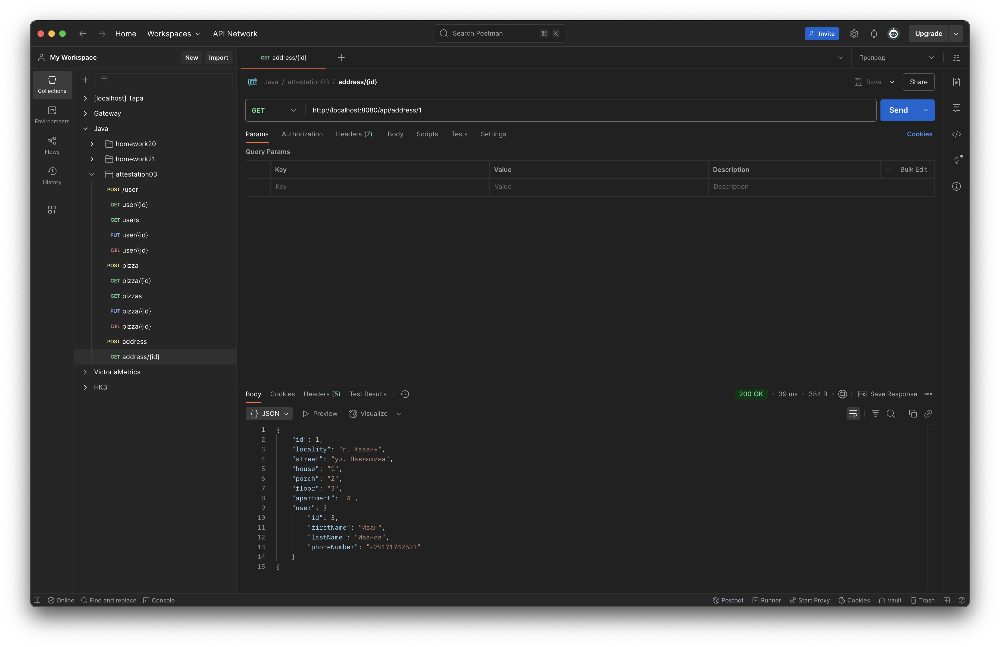 Home Workspaces API Network Search Postman ⌘ K Invite Upgrade
My Workspace New Import GET address/{id} Препрод
Collections
Environments
Flows
History
[localhost] Тара
Gateway
Java
homework20
homework21
attestation03
POST /user
GET user/{id}
GET users
PUT user/{id}
DEL user/{id}
POST pizza
GET pizza/{id}
GET pizzas
PUT pizza/{id}
DEL pizza/{id}
POST address
GET address/{id}
VictoriaMetrics
НКЗ
HTTP Java / attestation03 / address/{id} Save Share
GET http://localhost:8080/api/address/1 Send
Params Authorization Headers (7) Body Scripts Tests Settings Cookies
Query Params
Key Value Description Bulk Edit
Key Value Description
Body Cookies Headers (5) Test Results 200 OK • 39 ms • 384 B • e.g. Save Response
{} JSON Preview Visualize
1 {
2 "id": 1,
3 "locality": "г. Казань",
4 "street": "ул. Павлюхина",
5 "house": "1",
6 "porch": "2",
7 "floor": "3",
8 "apartment": "4",
9 "user": {
10 "id": 3,
11 "firstName": "Иван",
12 "lastName": "Иванов",
13 "phoneNumber": "+79171742521"
14 }
15 }
Online Find and replace Console Postbot Runner Start Proxy Cookies Vault Trash